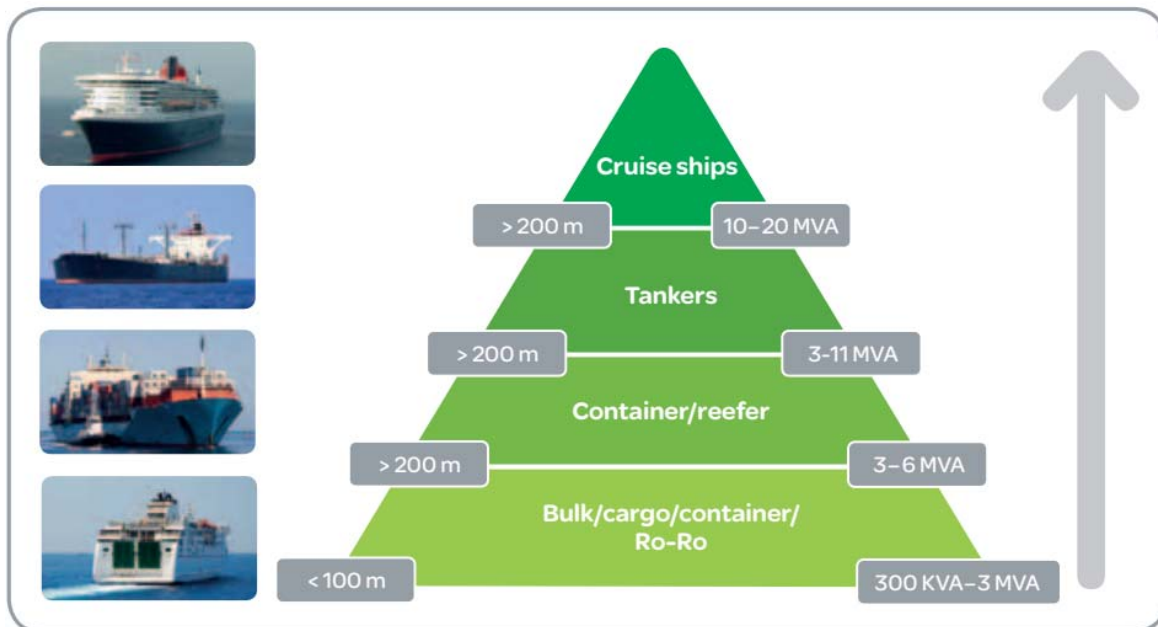 Cruise ships
> 200 m
10–20 MVA
Tankers
> 200 m
3-11 MVA
Container/reefer
> 200 m
3–6 MVA
Bulk/cargo/container/
Ro-Ro
< 100 m
300 KVA–3 MVA